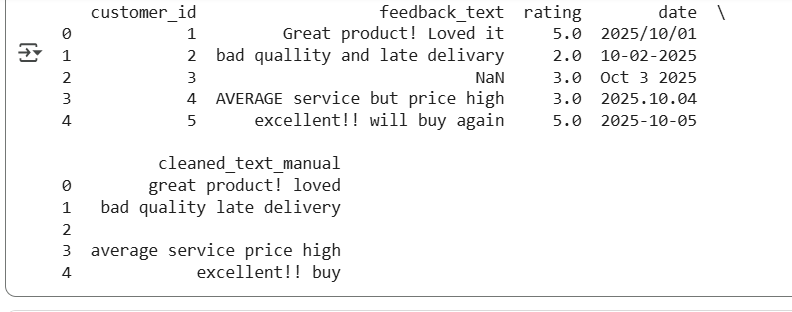 customer_id feedback_text rating date \
0 1 Great product! Loved it 5.0 2025/10/01
1 2 bad quallity and late delivary 2.0 10-02-2025
2 3 NaN 3.0 Oct 3 2025
3 4 AVERAGE service but price high 3.0 2025.10.04
4 5 excellent!! will buy again 5.0 2025-10-05
cleaned_text_manual
0 great product! loved
1 bad quality late delivery
2
3 average service price high
4 excellent!! buy